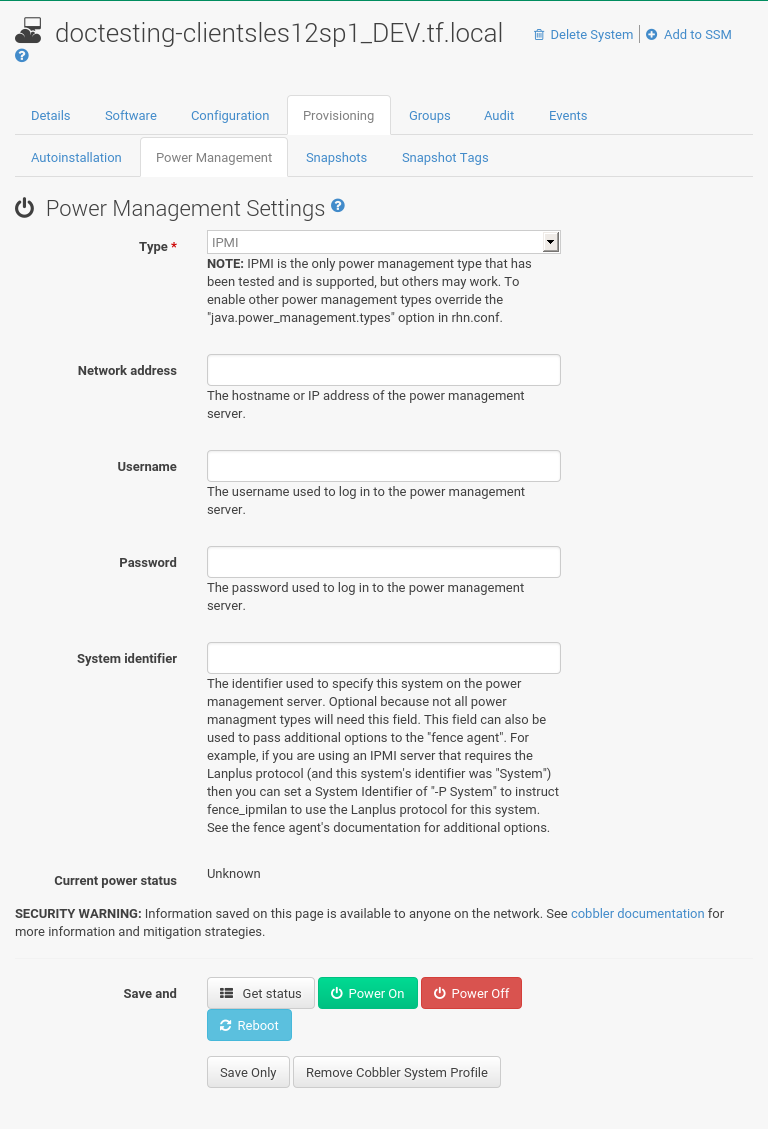 doctesting-clientsles12sp1_DEV.tf.local
Delete System | Add to SSM
Details Software Configuration Provisioning Groups Audit Events
Autoinstallation Power Management Snapshots Snapshot Tags
Power Management Settings
Type * IPMI
NOTE: IPMI is the only power management type that has
been tested and is supported, but others may work. To
enable other power management types override the
"java.power_management.types" option in rhn.conf.
Network address
The hostname or IP address of the power management
server.
Username
The username used to log in to the power management
server.
Password
The password used to log in to the power management
server.
System identifier
The identifier used to specify this system on the power
management server. Optional because not all power
managment types will need this field. This field can also be
used to pass additional options to the "fence agent". For
example, if you are using an IPMI server that requires the
Lanplus protocol (and this system's identifier was "System")
then you can set a System Identifier of "-P System" to instruct
fence_ipmilan to use the Lanplus protocol for this system.
See the fence agent's documentation for additional options.
Current power status Unknown
SECURITY WARNING: Information saved on this page is available to anyone on the network. See cobbler documentation for
more information and mitigation strategies.
Save and Get status Power On Power Off
Reboot
Save Only Remove Cobbler System Profile